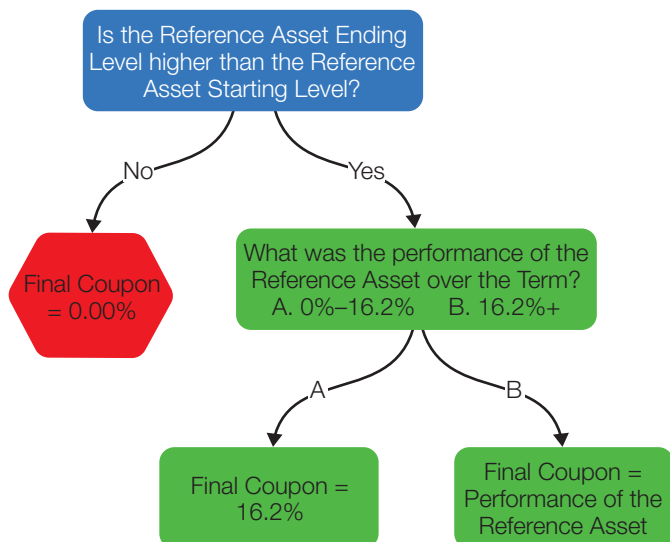 Is the Reference Asset Ending
Level higher than the Reference
Asset Starting Level?
No
Yes
Final Coupon
= 0.00%
What was the performance of the
Reference Asset over the Term?
A. 0%–16.2% B. 16.2%+
A
B
Final Coupon =
16.2%
Final Coupon =
Performance of the
Reference Asset